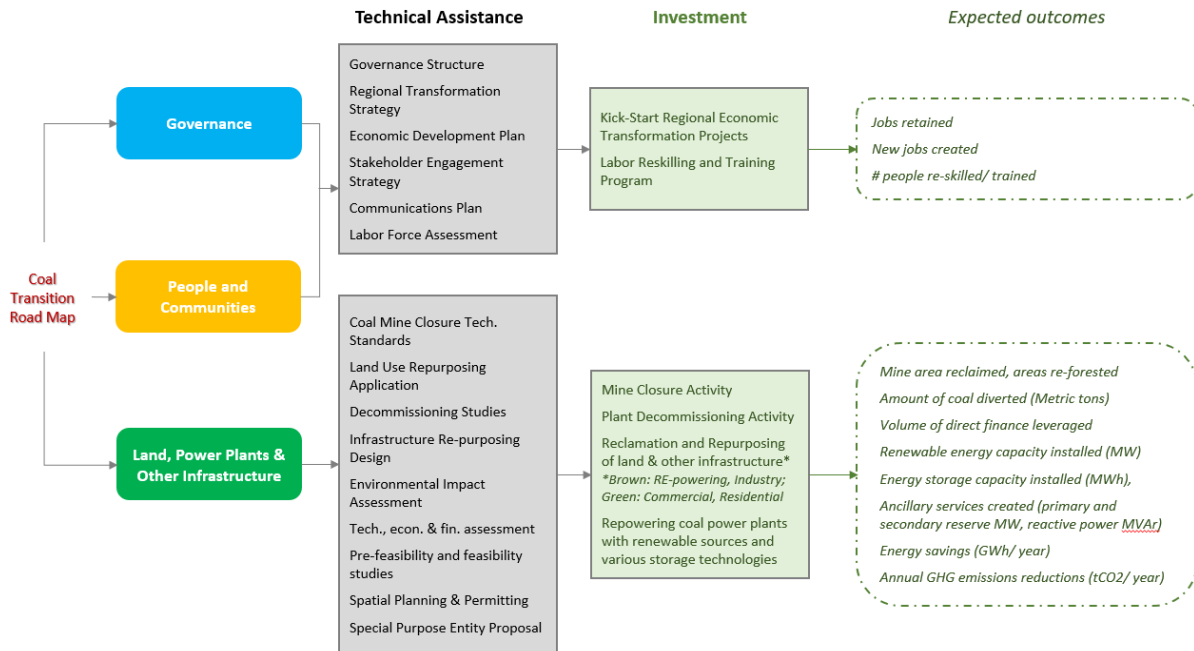 Technical Assistance
Investment
Expected outcomes
Coal
Transition
Road Map
Governance
People and
Communities
Land, Power Plants &
Other Infrastructure
Governance Structure
Regional Transformation
Strategy
Economic Development Plan
Stakeholder Engagement
Strategy
Communications Plan
Labor Force Assessment
Kick-Start Regional Economic
Transformation Projects
Labor Reskilling and Training
Program
Jobs retained
New jobs created
# people re-skilled/ trained
Coal Mine Closure Tech.
Standards
Land Use Repurposing
Application
Decommissioning Studies
Infrastructure Re-purposing
Design
Environmental Impact
Assessment
Tech., econ. & fin. assessment
Pre-feasibility and feasibility
studies
Spatial Planning & Permitting
Special Purpose Entity Proposal
Mine Closure Activity
Plant Decommissioning Activity
Reclamation and Repurposing
of land & other infrastructure*
*Brown: RE-powering, Industry;
Green: Commercial, Residential
Repowering coal power plants
with renewable sources and
various storage technologies
Mine area reclaimed, areas re-forested
Amount of coal diverted (Metric tons)
Volume of direct finance leveraged
Renewable energy capacity installed (MW)
Energy storage capacity installed (MWh),
Ancillary services created (primary and
secondary reserve MW, reactive power MVAr)
Energy savings (GWh/ year)
Annual GHG emissions reductions (tCO2/ year)